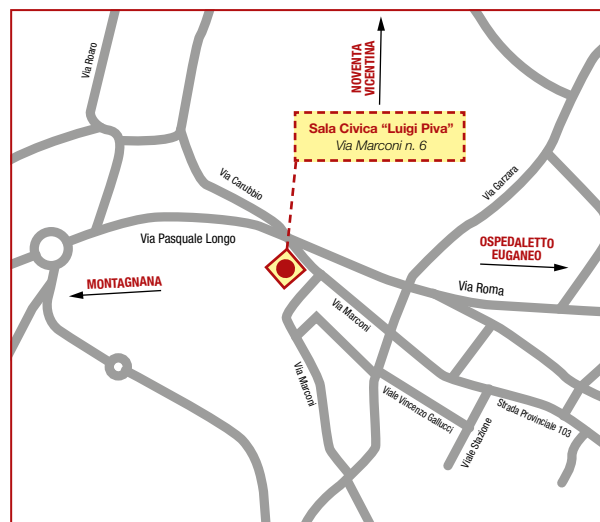 Via Roaro
NOVENTA
VICENTINA
Sala Civica “Luigi Piva”
Via Marconi n. 6
Via Carubbio
Via Garzara
Via Pasquale Longo
OSPEDALETTO
EUGANEO
MONTAGNANA
Via Roma
Via Marconi
Via Marconi
Viale Vincenzo Gallucci
Strada Provinciale 103
Viale Stazione